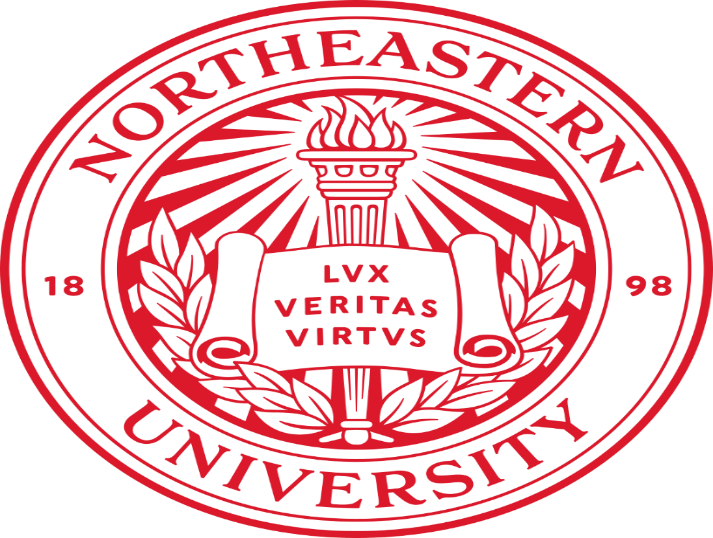 NORTHEASTERN
18
98
LVX
VERITAS
VIRTVS
UNIVERSITY